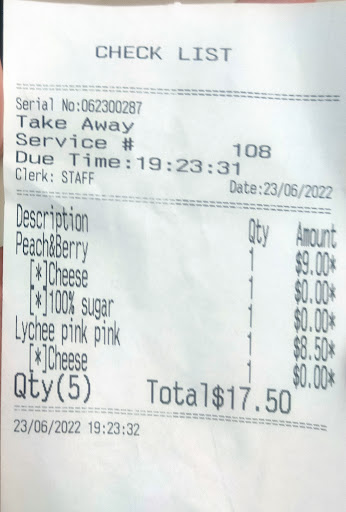 CHECK LIST
Serial No:062300287
Take Away
Service # 108
Due Time:19:23:31
Clerk: STAFF Date:23/06/2022
Description Qty Amount
Peach&Berry 1 $9.00*
[*]Cheese 1 $0.00*
[*]100% sugar 1 $0.00*
Lychee pink pink 1 $8.50*
[*]Cheese 1 $0.00*
Qty(5) Total$17.50
23/06/2022 19:23:32